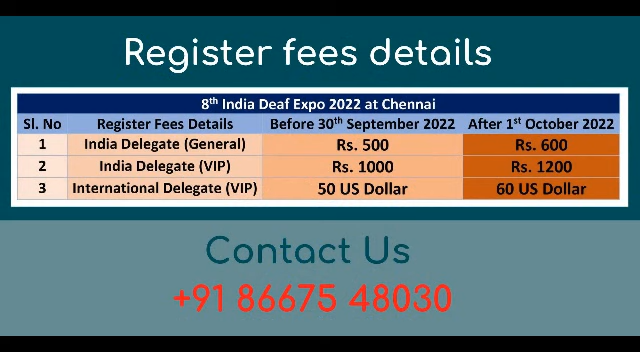 Register fees details
8th India Deaf Expo 2022 at Chennai
Sl. No Register Fees Details Before 30th September 2022 After 1st October 2022
1 India Delegate (General) Rs. 500 Rs. 600
2 India Delegate (VIP) Rs. 1000 Rs. 1200
3 International Delegate (VIP) 50 US Dollar 60 US Dollar
Contact Us
+91 86675 48030